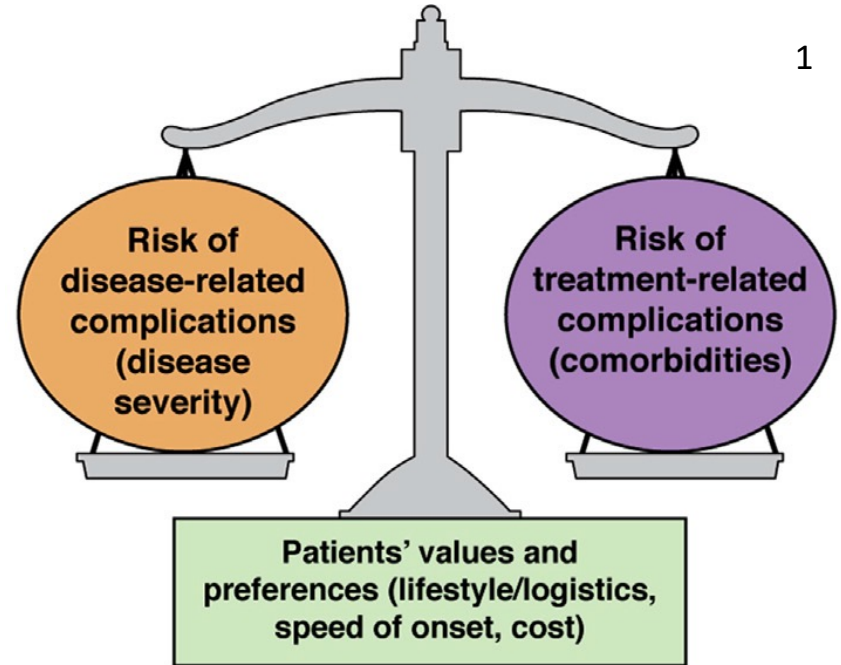 1
Risk of
disease-related
complications
(disease
severity)
Risk of
treatment-related
complications
(comorbidities)
Patients’ values and
preferences (lifestyle/logistics,
speed of onset, cost)